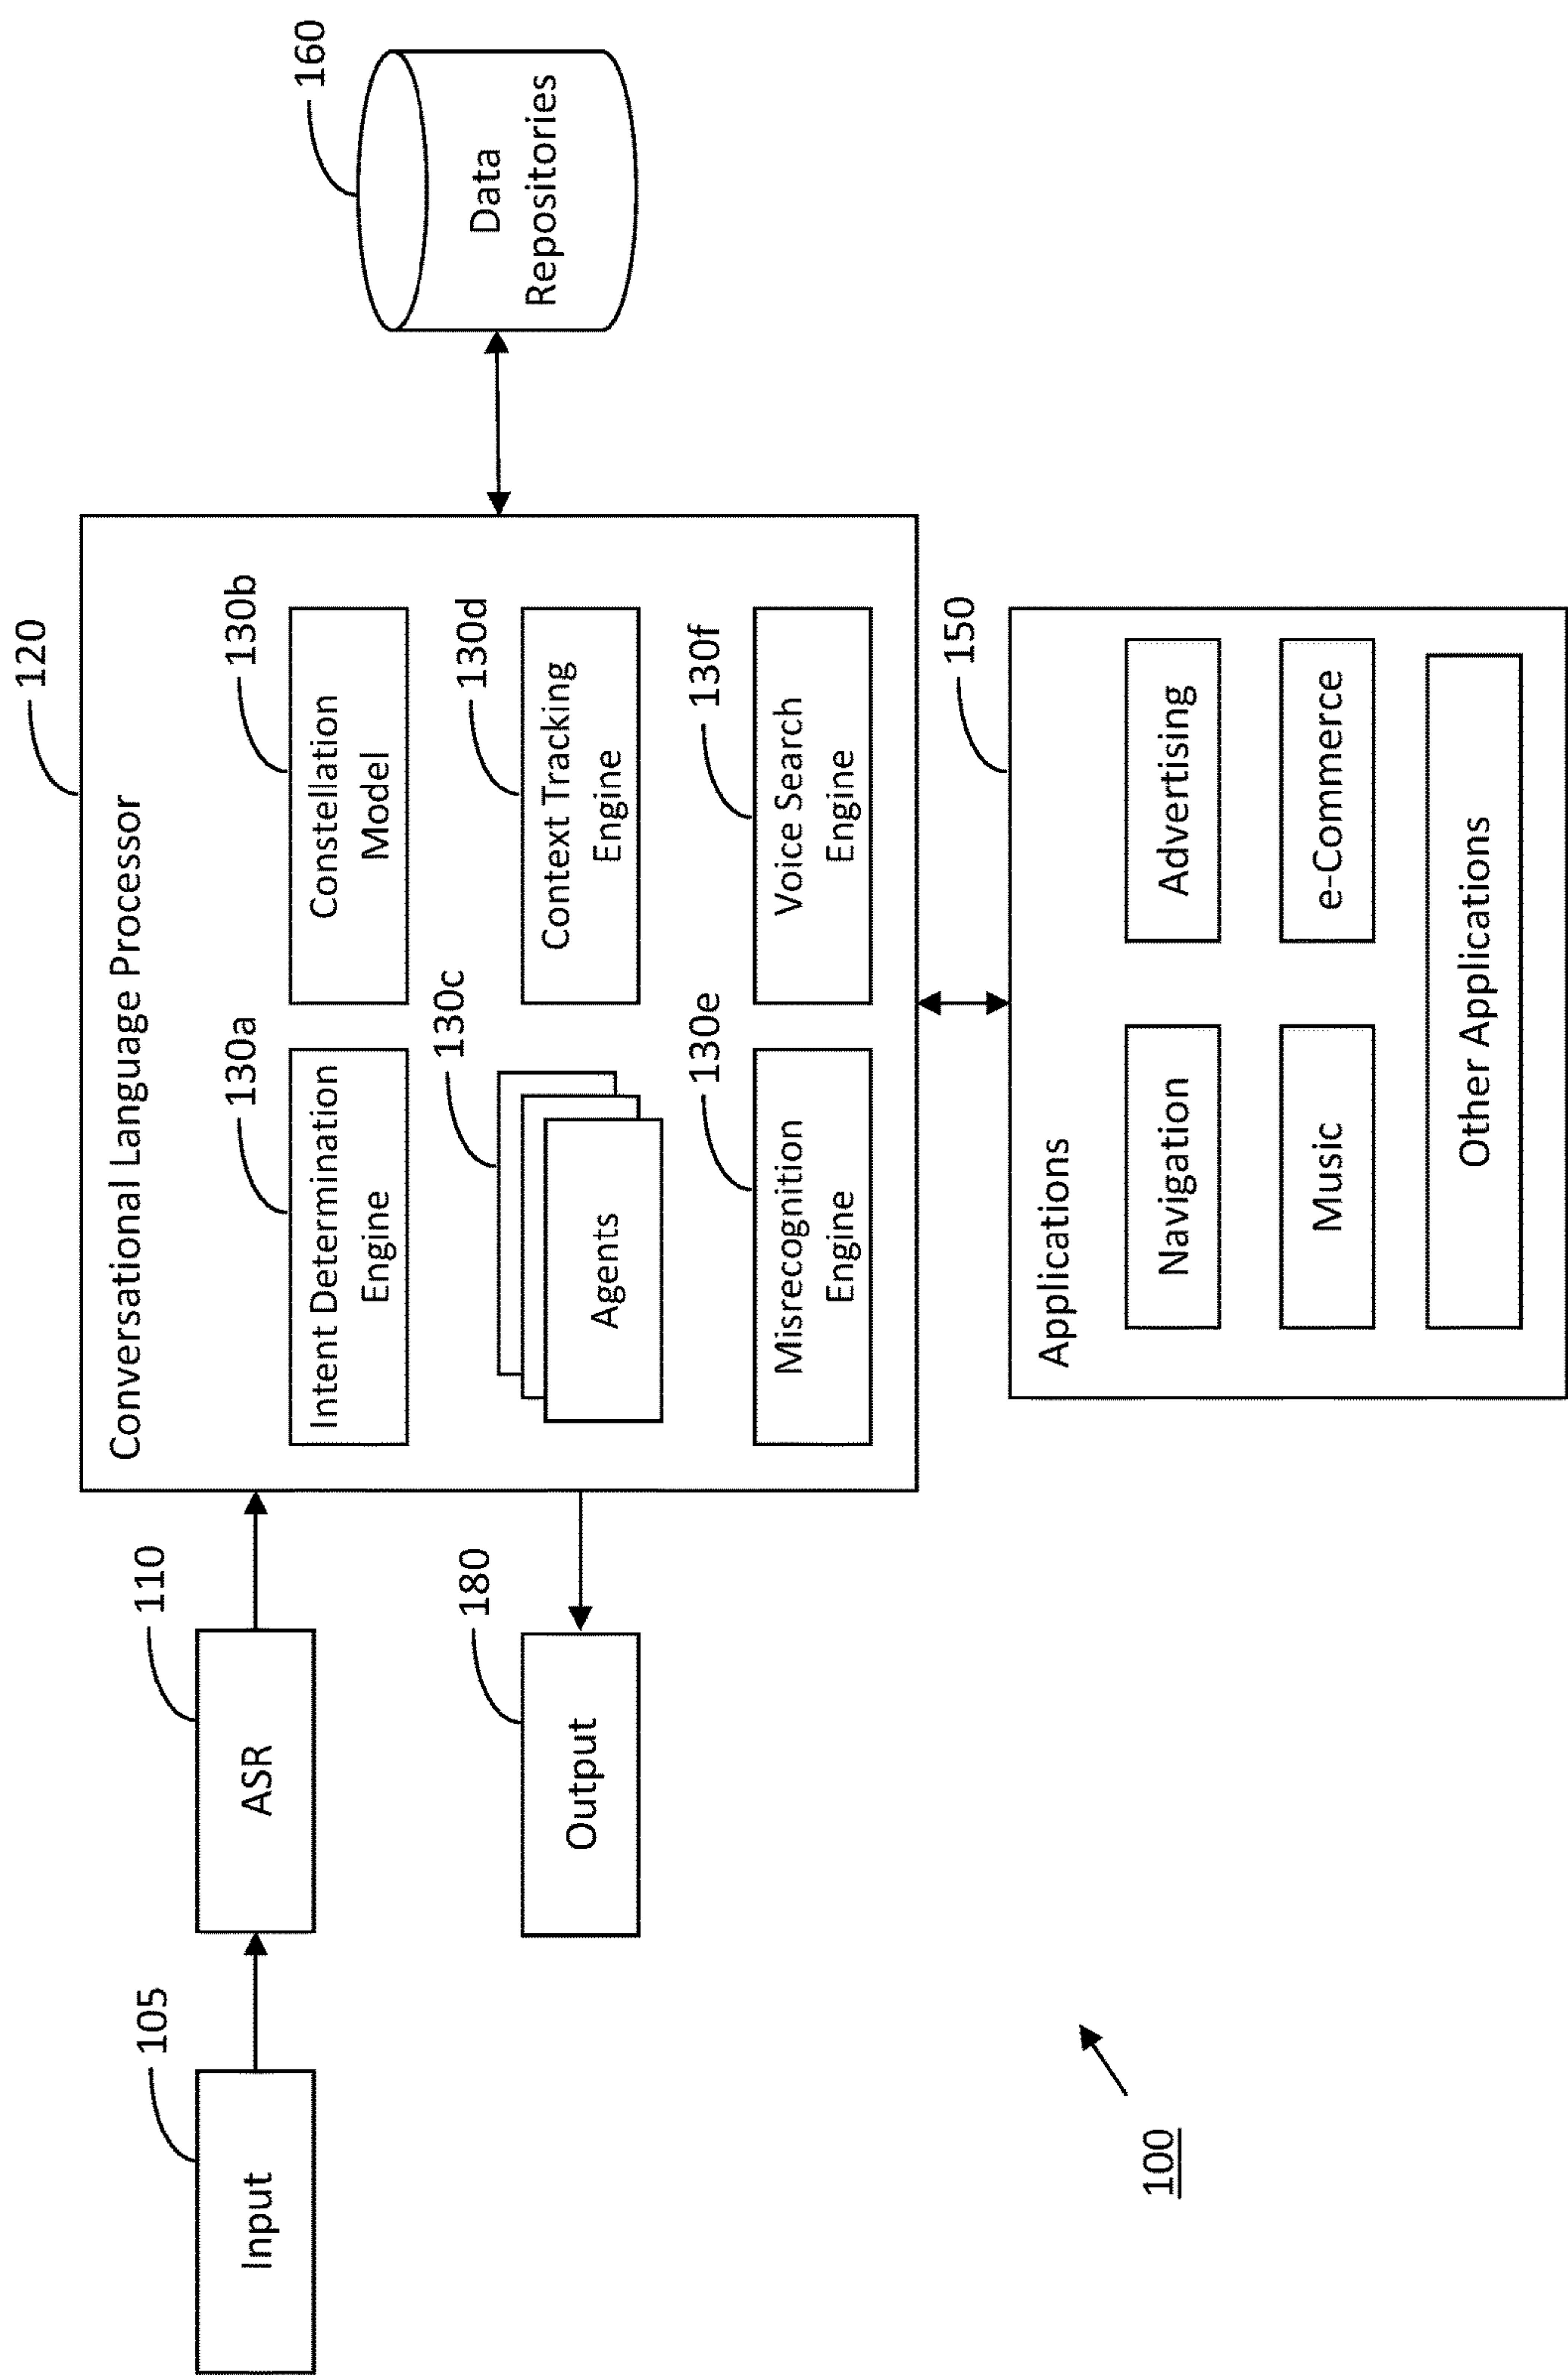 120
Conversational Language Processor
130a
Intent Determination
Engine
130b
Constellation
Model
130c
Agents
130d
Context Tracking
Engine
130e
Misrecognition
Engine
130f
Voice Search
Engine
105
Input
110
ASR
180
Output
160
Data
Repositories
150
Applications
Navigation
Advertising
Music
e-Commerce
Other Applications
100